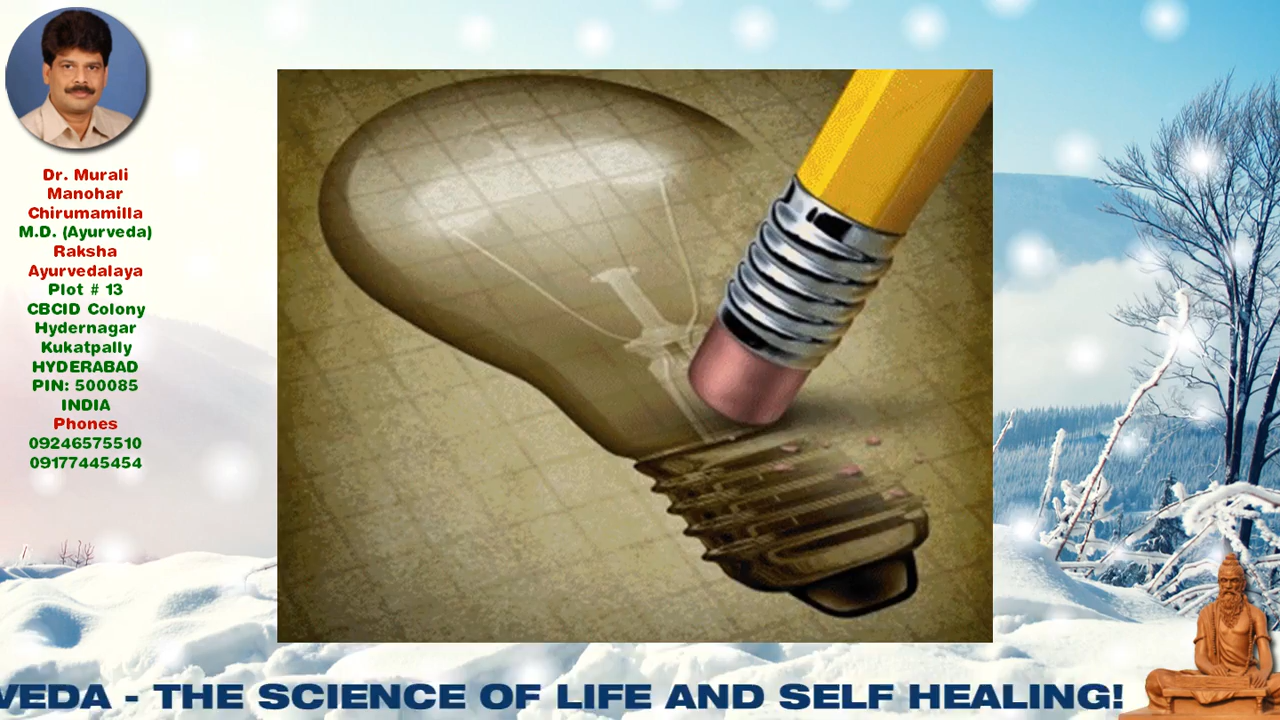 Dr. Murali
Manohar
Chirumamilla
M.D. (Ayurveda)
Raksha
Ayurvedalaya
Plot # 13
CBCID Colony
Hydernagar
Kukatpally
HYDERABAD
PIN: 500085
INDIA
Phones
09246575510
09177445454
VEDA - THE SCIENCE OF LIFE AND SELF HEALING!